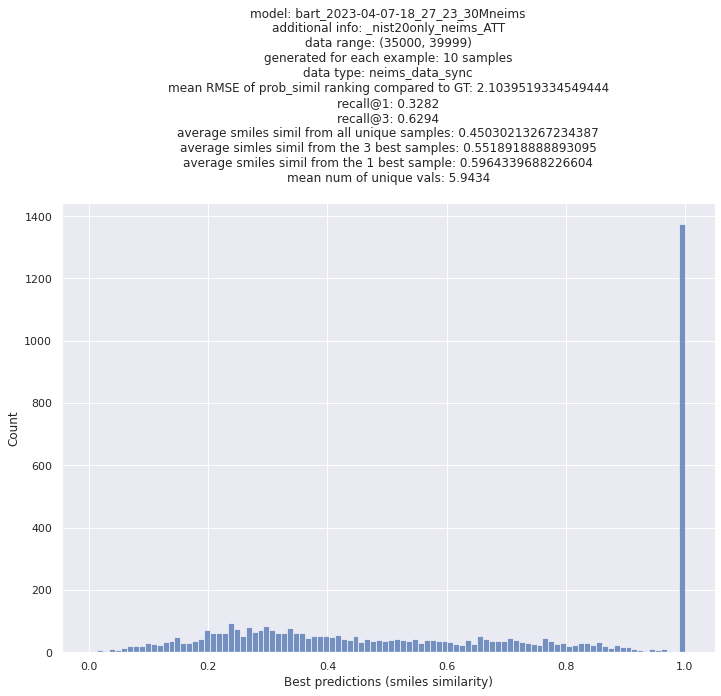 model: bart_2023-04-07-18_27_23_30Mneims
additional info: _nist20only_neims_ATT
data range: (35000, 39999)
generated for each example: 10 samples
data type: neims_data_sync
mean RMSE of prob_simil ranking compared to GT: 2.1039519334549444
recall@1: 0.3282
recall@3: 0.6294
average smiles simil from all unique samples: 0.45030213267234387
average simles simil from the 3 best samples: 0.5518918888893095
average smiles simil from the 1 best sample: 0.5964339688226604
mean num of unique vals: 5.9434
1400
1200
1000
800
600
400
200
0
Count
0.0 0.2 0.4 0.6 0.8 1.0
Best predictions (smiles similarity)